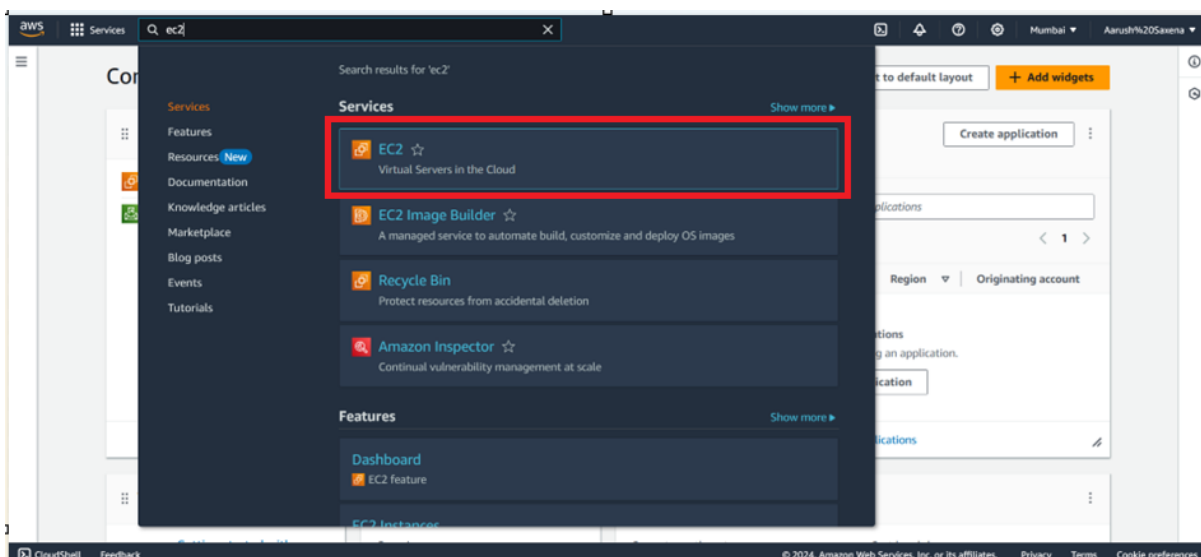 aws
Services
ec2
Mumbai
Aarush%20Saxena
Cor
t to default layout
+ Add widgets
Search results for 'ec2'
Services
Features
Resources New
Documentation
Knowledge articles
Marketplace
Blog posts
Events
Tutorials
Services
Show more
EC2
Virtual Servers in the Cloud
EC2 Image Builder
A managed service to automate build, customize and deploy OS images
Recycle Bin
Protect resources from accidental deletion
Amazon Inspector
Continual vulnerability management at scale
Features
Show more
Dashboard
EC2 feature
EC2 Instances
Create application
plications
1
Region
Originating account
ations
g an application.
ication
lications
CloudShell
Feedback
© 2024, Amazon Web Services, Inc. or its affiliates.
Privacy
Terms
Cookie preferences